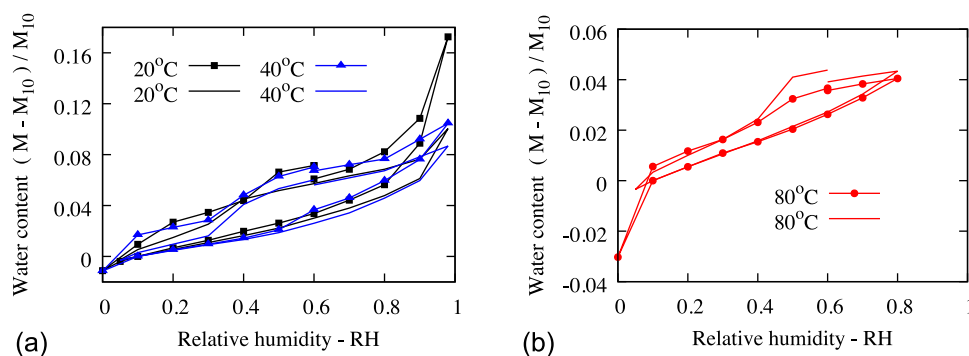 Water content ( M - M10 ) / M10
0.16
0.12
0.08
0.04
0
20°C
40°C
20°C
40°C
0
0.2
0.4
0.6
0.8
1
Relative humidity - RH
(a)
Water content ( M - M10 ) / M10
0.06
0.04
0.02
0
-0.02
-0.04
80°C
80°C
0
0.2
0.4
0.6
0.8
1
Relative humidity - RH
(b)